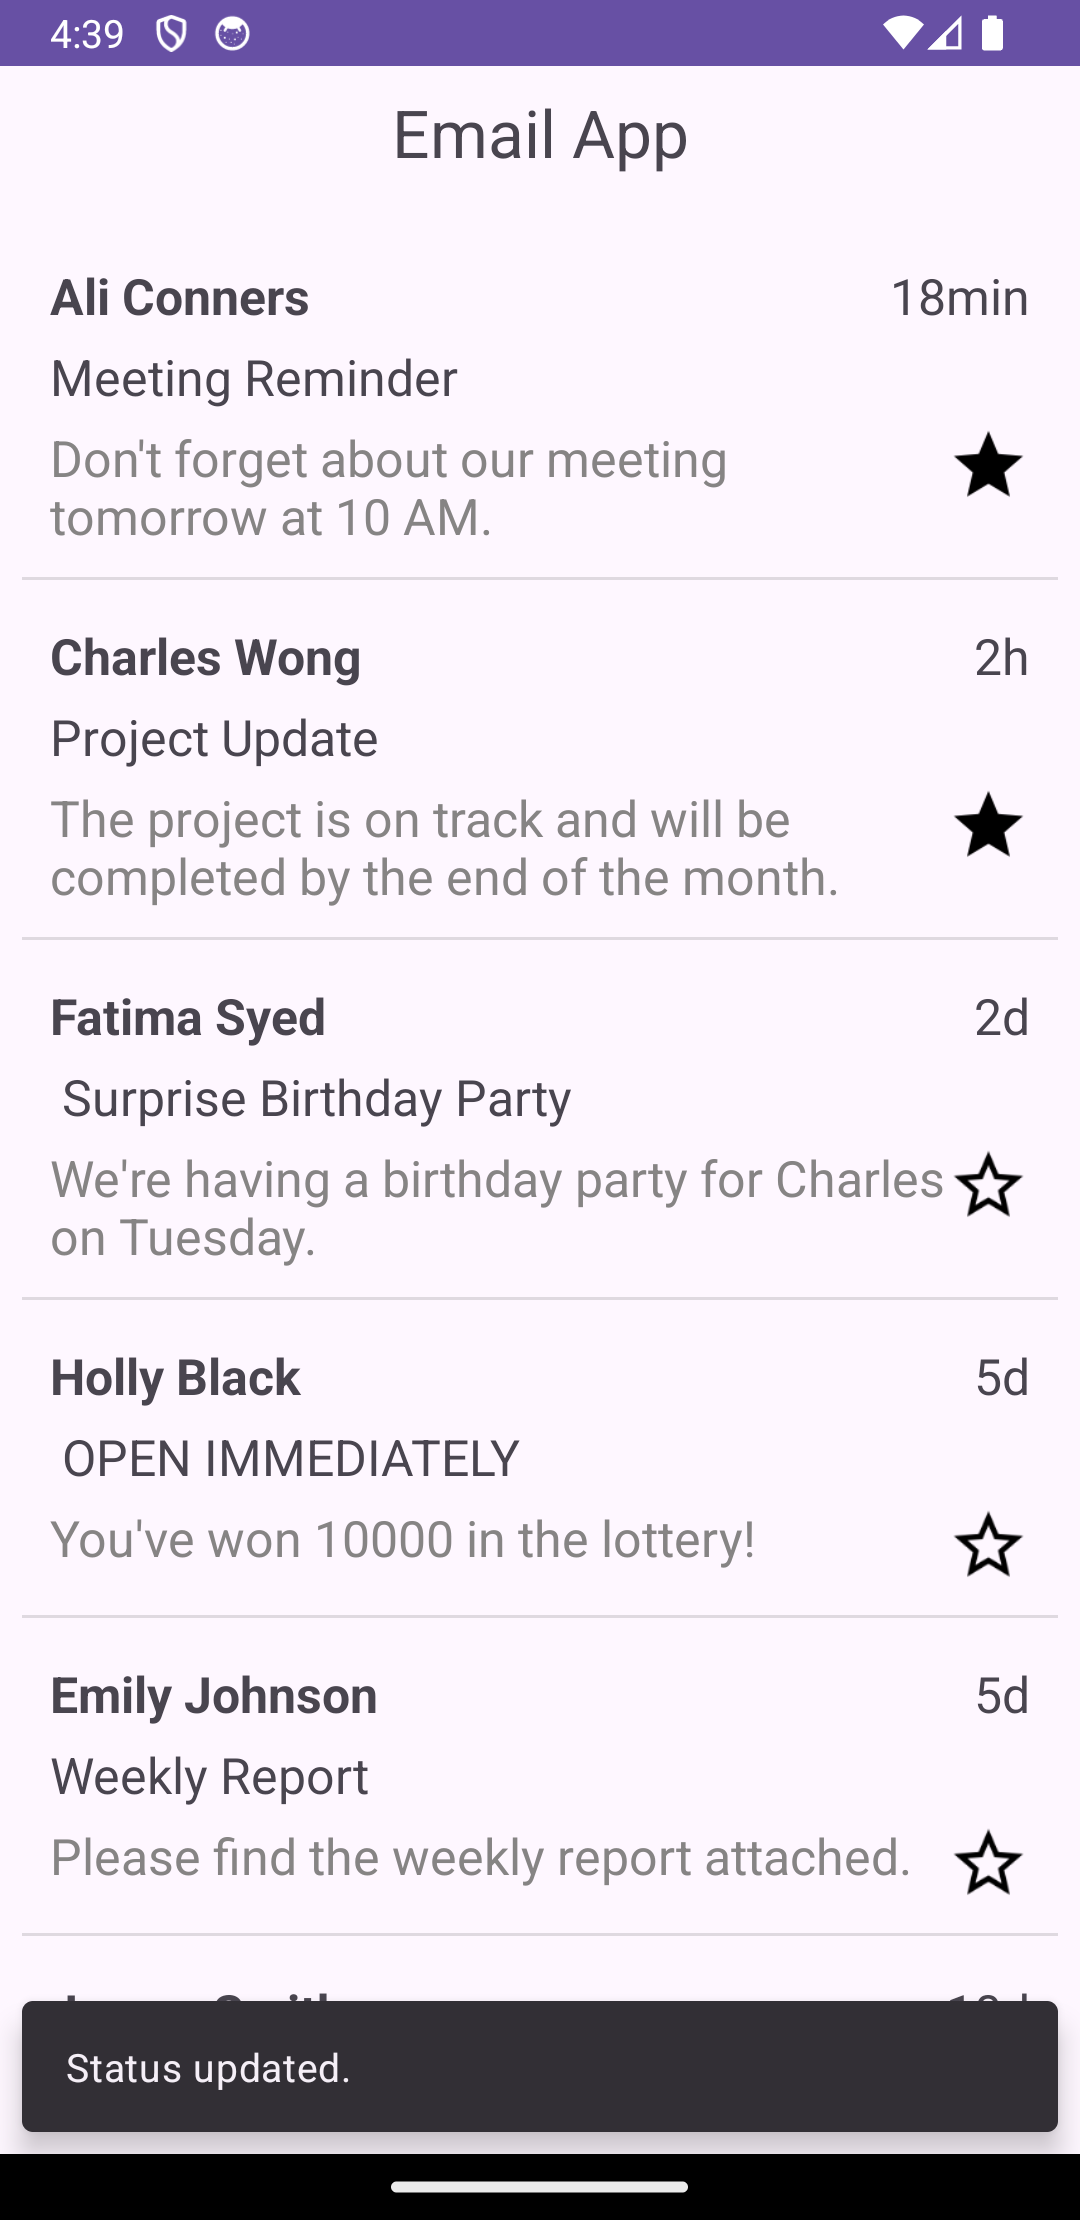 4:39
Email App
Ali Conners 18min
Meeting Reminder
Don't forget about our meeting
tomorrow at 10 AM.
Charles Wong 2h
Project Update
The project is on track and will be
completed by the end of the month.
Fatima Syed 2d
Surprise Birthday Party
We're having a birthday party for Charles
on Tuesday.
Holly Black 5d
OPEN IMMEDIATELY
You've won 10000 in the lottery!
Emily Johnson 5d
Weekly Report
Please find the weekly report attached.
Status updated.